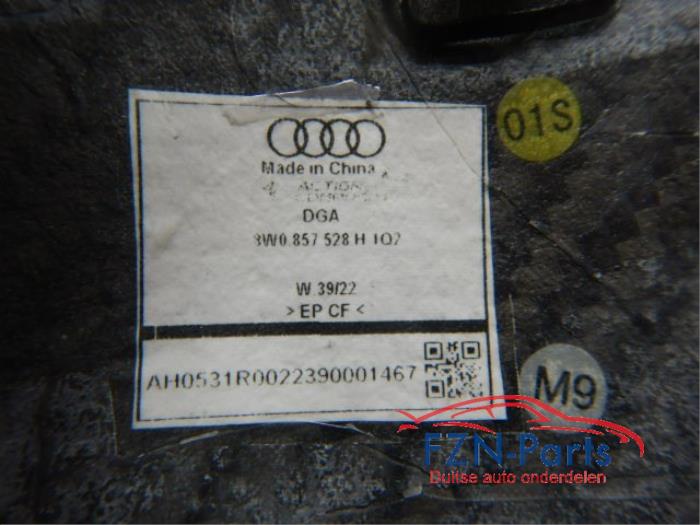 01S
Made in China
DGA
8W0.857 528 H 1Q7
W 39/22
> EP CF <
AH0531R0022390001467
M9
FZN-Parts
Duitse auto onderdelen